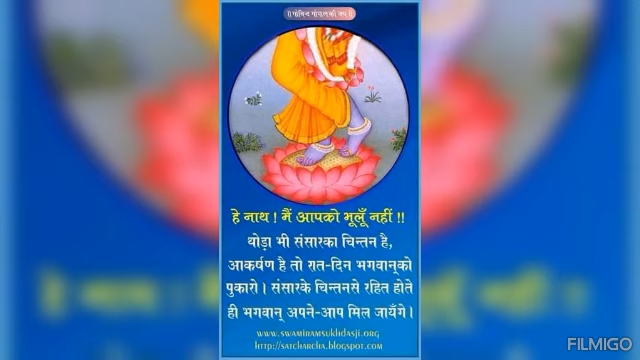 ॥ गोविन्द गोपाल की जय ॥
हे नाथ ! मैं आपको भूलूँ नहीं !!
थोड़ा भी संसारका चिन्तन है,
आकर्षण है तो रात-दिन भगवान्‌को
पुकारो । संसारके चिन्तनसे रहित होते
ही भगवान् अपने-आप मिल जायँगे ।
www.swamiramsukhdasji.org
http://satcharcha.blogspot.com
FILMIGO